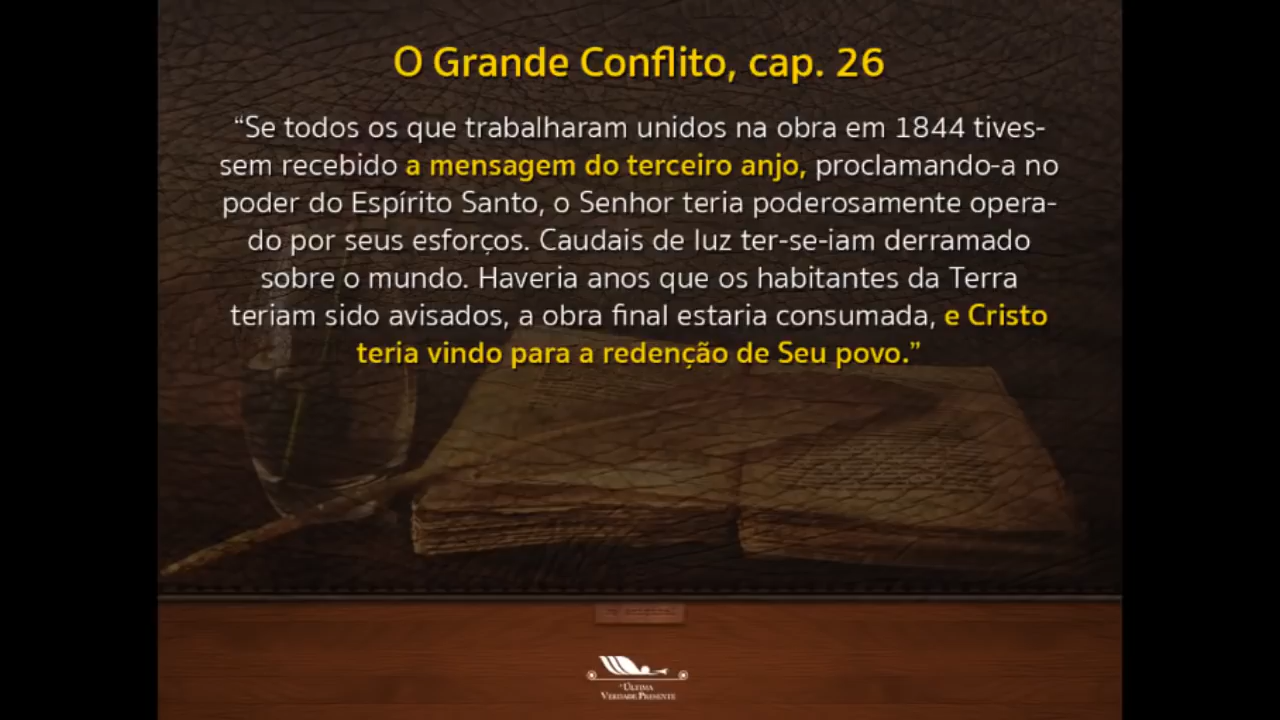 O Grande Conflito, cap. 26
“Se todos os que trabalharam unidos na obra em 1844 tives-
sem recebido a mensagem do terceiro anjo, proclamando-a no
poder do Espírito Santo, o Senhor teria poderosamente opera-
do por seus esforços. Caudais de luz ter-se-iam derramado
sobre o mundo. Haveria anos que os habitantes da Terra
teriam sido avisados, a obra final estaria consumada, e Cristo
teria vindo para a redenção de Seu povo.”
Última
Verdade Presente